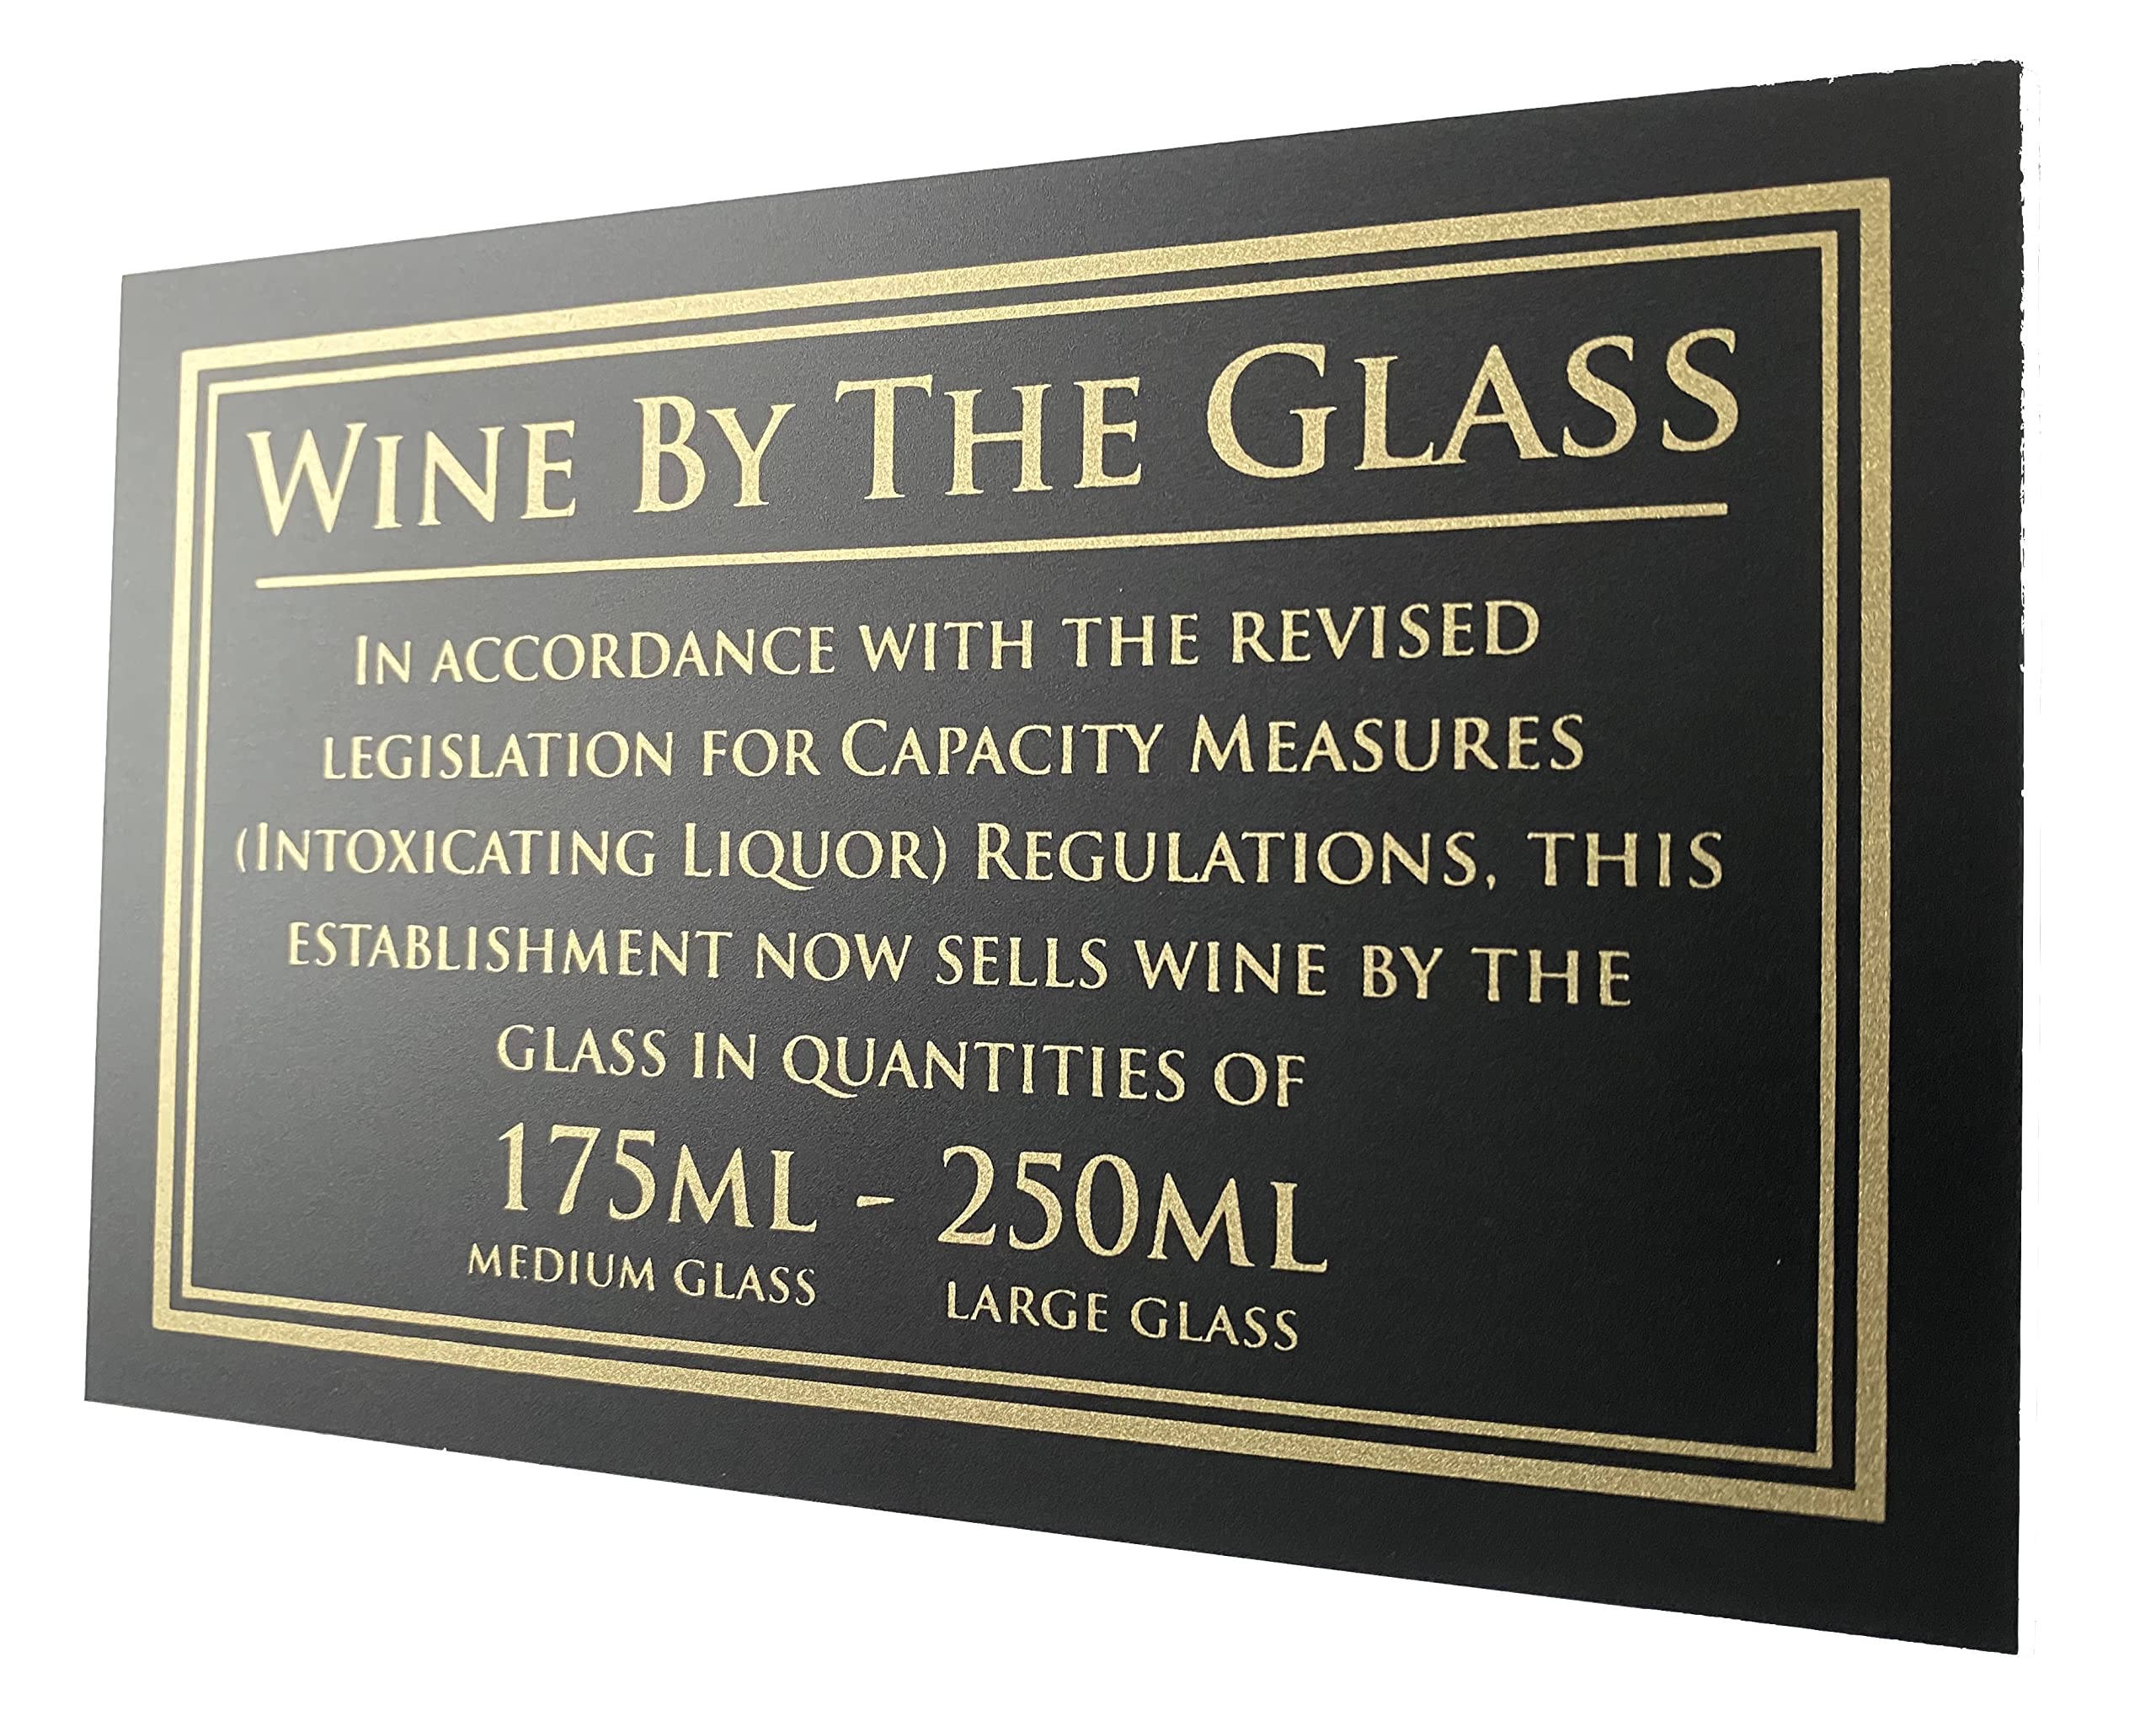 Wine By The Glass
In accordance with the revised
legislation for Capacity Measures
(Intoxicating Liquor) Regulations, this
establishment now sells wine by the
glass in quantities of
175ml - 250ml
medium glass large glass